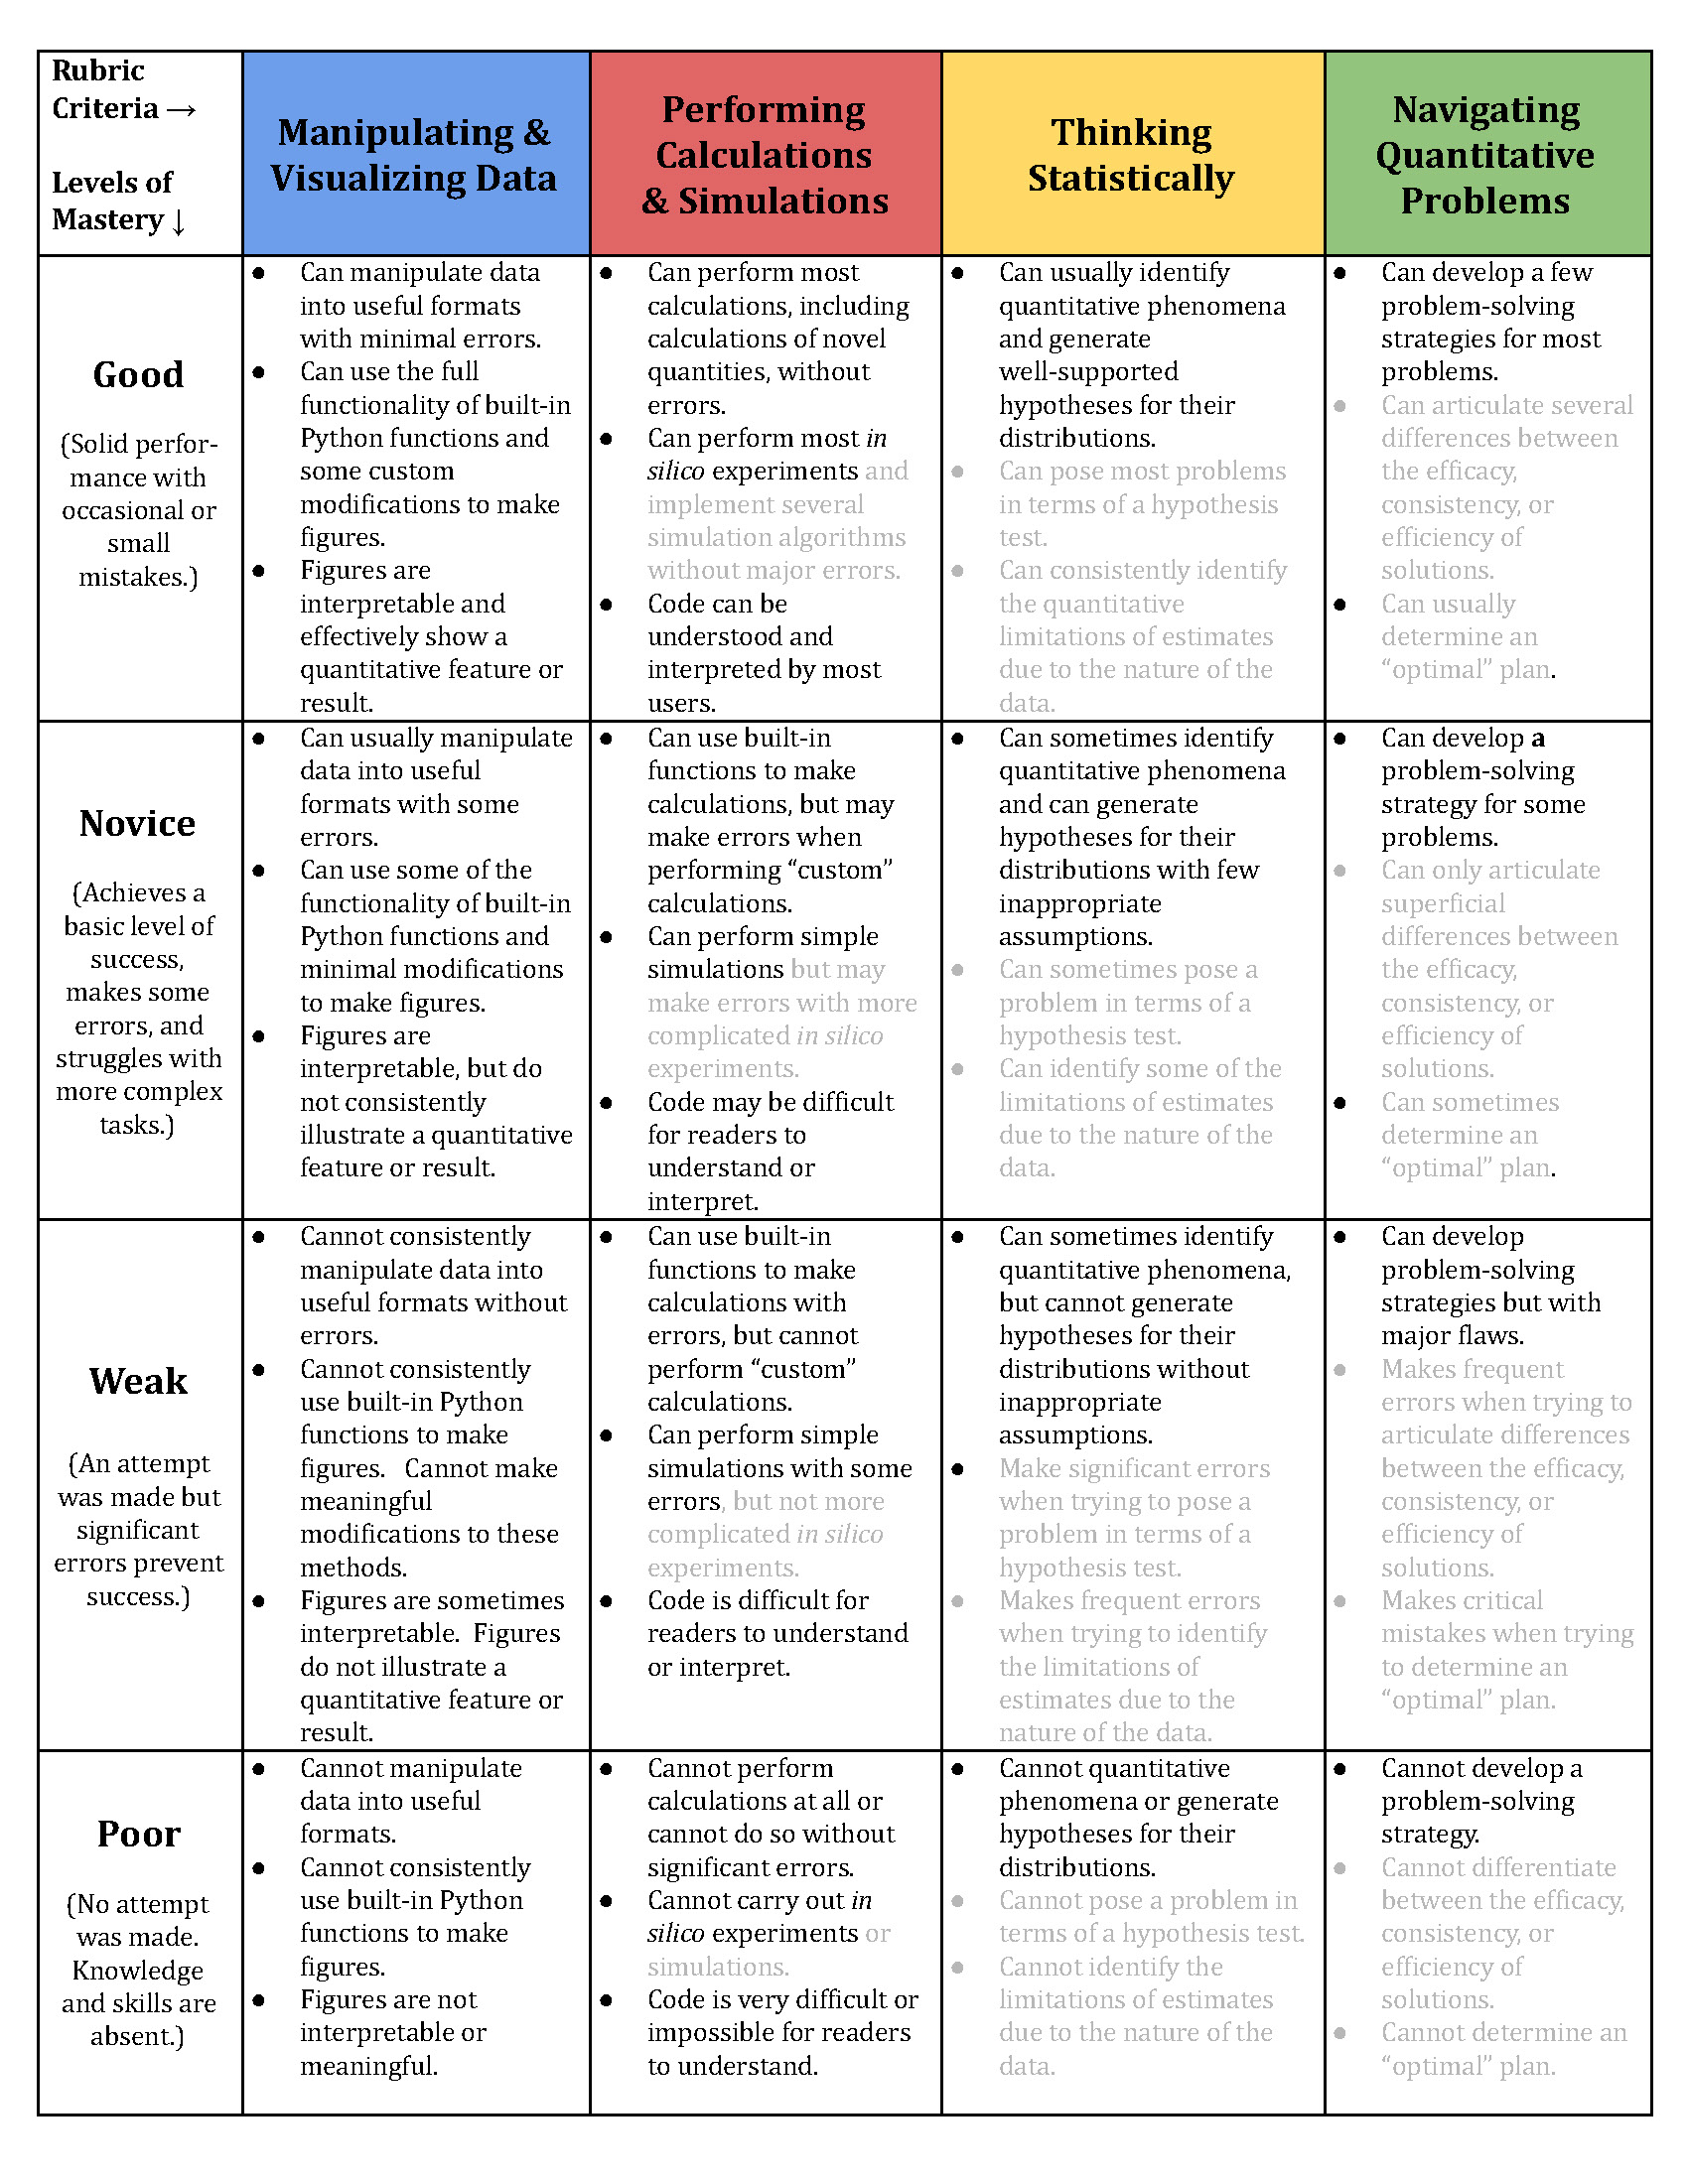 Rubric
Criteria →
Levels of
Mastery ↓
Manipulating &
Visualizing Data
Performing
Calculations
& Simulations
Thinking
Statistically
Navigating
Quantitative
Problems
Good
(Solid perfor-
mance with
occasional or
small
mistakes.)
● Can manipulate data
into useful formats
with minimal errors.
● Can use the full
functionality of built-in
Python functions and
some custom
modifications to make
figures.
● Figures are
interpretable and
effectively show a
quantitative feature or
result.
● Can perform most
calculations, including
calculations of novel
quantities, without
errors.
● Can perform most in
silico experiments and
implement several
simulation algorithms
without major errors.
● Code can be
understood and
interpreted by most
users.
● Can usually identify
quantitative phenomena
and generate
well-supported
hypotheses for their
distributions.
● Can pose most problems
in terms of a hypothesis
test.
● Can consistently identify
the quantitative
limitations of estimates
due to the nature of the
data.
● Can develop a few
problem-solving
strategies for most
problems.
● Can articulate several
differences between
the efficacy,
consistency, or
efficiency of
solutions.
● Can usually
determine an
“optimal” plan.
Novice
(Achieves a
basic level of
success,
makes some
errors, and
struggles with
more complex
tasks.)
● Can usually manipulate
data into useful
formats with some
errors.
● Can use some of the
functionality of built-in
Python functions and
minimal modifications
to make figures.
● Figures are
interpretable, but do
not consistently
illustrate a quantitative
feature or result.
● Can use built-in
functions to make
calculations, but may
make errors when
performing “custom”
calculations.
● Can perform simple
simulations but may
make errors with more
complicated in silico
experiments.
● Code may be difficult
for readers to
understand or
interpret.
● Can sometimes identify
quantitative phenomena
and can generate
hypotheses for their
distributions with few
inappropriate
assumptions.
● Can sometimes pose a
problem in terms of a
hypothesis test.
● Can identify some of the
limitations of estimates
due to the nature of the
data.
● Can develop a
problem-solving
strategy for some
problems.
● Can only articulate
superficial
differences between
the efficacy,
consistency, or
efficiency of
solutions.
● Can sometimes
determine an
“optimal” plan.
Weak
(An attempt
was made but
significant
errors prevent
success.)
● Cannot consistently
manipulate data into
useful formats without
errors.
● Cannot consistently
use built-in Python
functions to make
figures. Cannot make
meaningful
modifications to these
methods.
● Figures are sometimes
interpretable. Figures
do not illustrate a
quantitative feature or
result.
● Can use built-in
functions to make
calculations with
errors, but cannot
perform “custom”
calculations.
● Can perform simple
simulations with some
errors, but not more
complicated in silico
experiments.
● Code is difficult for
readers to understand
or interpret.
● Can sometimes identify
quantitative phenomena,
but cannot generate
hypotheses for their
distributions without
inappropriate
assumptions.
● Make significant errors
when trying to pose a
problem in terms of a
hypothesis test.
● Makes frequent errors
when trying to identify
the limitations of
estimates due to the
nature of the data.
● Can develop
problem-solving
strategies but with
major flaws.
● Makes frequent
errors when trying to
articulate differences
between the efficacy,
consistency, or
efficiency of
solutions.
● Makes critical
mistakes when trying
to determine an
“optimal” plan.
Poor
(No attempt
was made.
Knowledge
and skills are
absent.)
● Cannot manipulate
data into useful
formats.
● Cannot consistently
use built-in Python
functions to make
figures.
● Figures are not
interpretable or
meaningful.
● Cannot perform
calculations at all or
cannot do so without
significant errors.
● Cannot carry out in
silico experiments or
simulations.
● Code is very difficult or
impossible for readers
to understand.
● Cannot quantitative
phenomena or generate
hypotheses for their
distributions.
● Cannot pose a problem in
terms of a hypothesis test.
● Cannot identify the
limitations of estimates
due to the nature of the
data.
● Cannot develop a
problem-solving
strategy.
● Cannot differentiate
between the efficacy,
consistency, or
efficiency of
solutions.
● Cannot determine an
“optimal” plan.